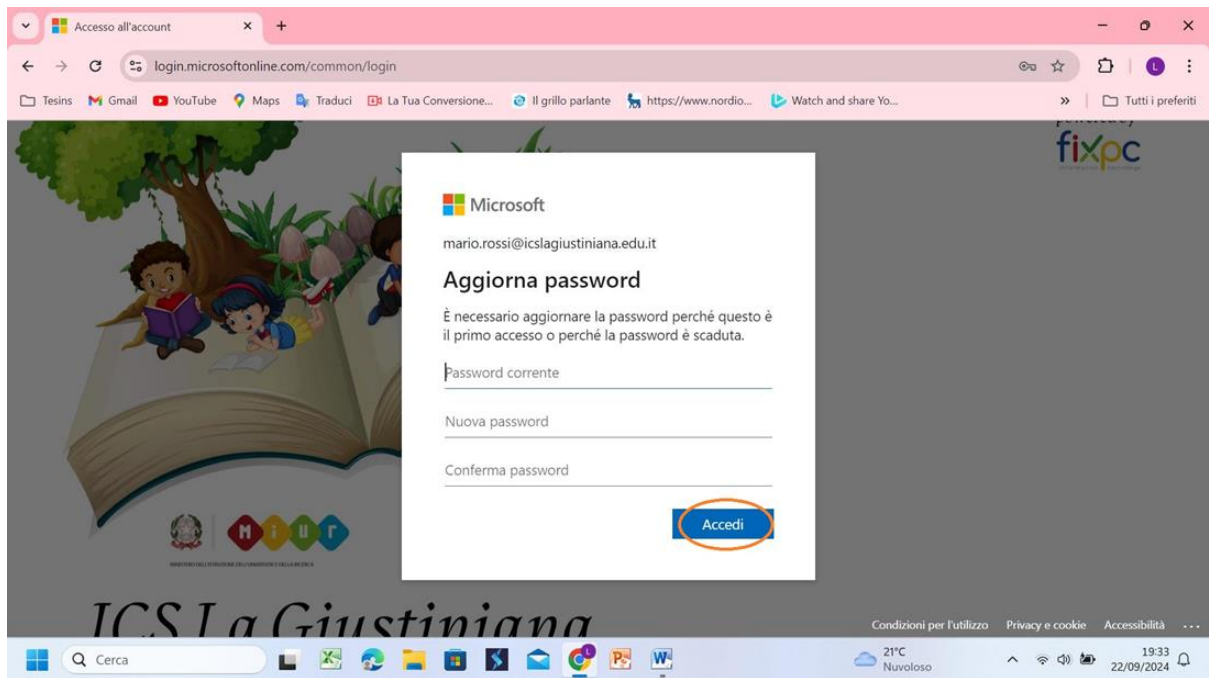 Accesso all'account
login.microsoftonline.com/common/login
L
Tesins Gmail YouTube Maps Traduci La Tua Conversione... Il grillo parlante https://www.nordio... Watch and share Yo... » Tutti i preferiti
fixpc
Microsoft
mario.rossi@icslagiustiniana.edu.it
Aggiorna password
È necessario aggiornare la password perché questo è
il primo accesso o perché la password è scaduta.
Password corrente
Nuova password
Conferma password
Accedi
Miur
ICS La Giustiniana
Condizioni per l'utilizzo Privacy e cookie Accessibilità ...
Cerca
21°C
Nuvoloso
19:33
22/09/2024